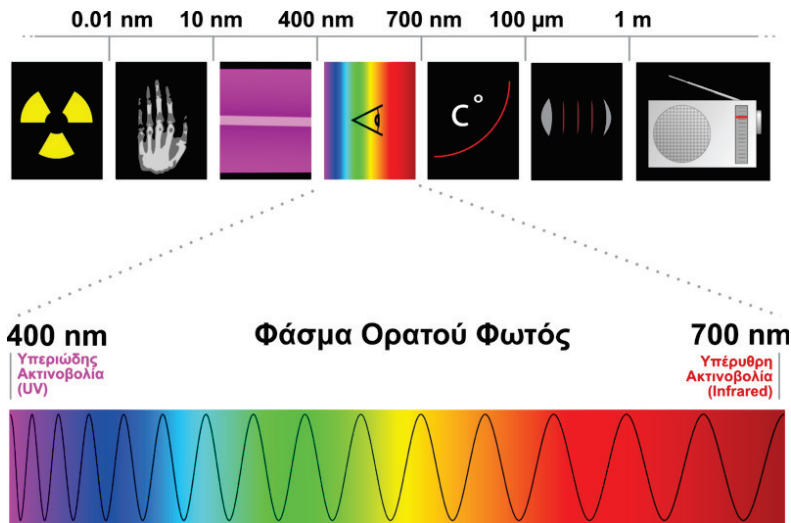 0.01 nm 10 nm 400 nm 700 nm 100 μm 1 m
C°
400 nm Φάσμα Ορατού Φωτός 700 nm
Υπεριώδης
Ακτινοβολία
(UV)
Υπέρυθρη
Ακτινοβολία
(Infrared)